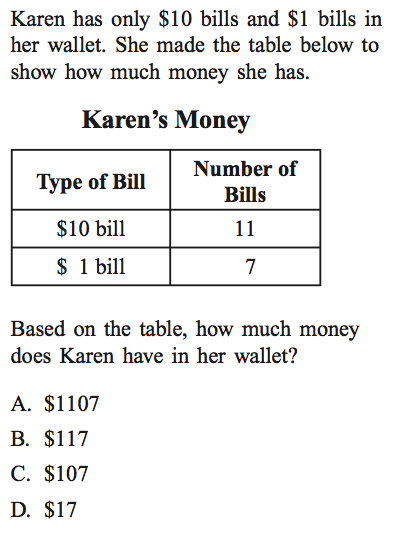 Karen has only $10 bills and $1 bills in
her wallet. She made the table below to
show how much money she has.
Karen's Money
Type of Bill Number of Bills
$10 bill 11
$ 1 bill 7
Based on the table, how much money
does Karen have in her wallet?
A. $1107
B. $117
C. $107
D. $17